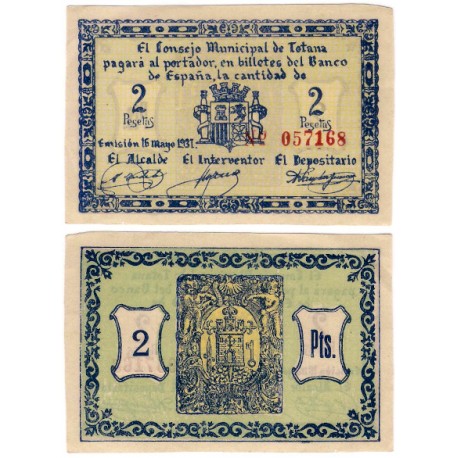 El Consejo Municipal de Totana
pagará al portador, en billetes del Banco
de España, la cantidad de
2 2
Pesetas Pesetas
Nº 057168
Emisión 16 mayo 1937.
El Alcalde El Interventor El Depositario
2 Pts.